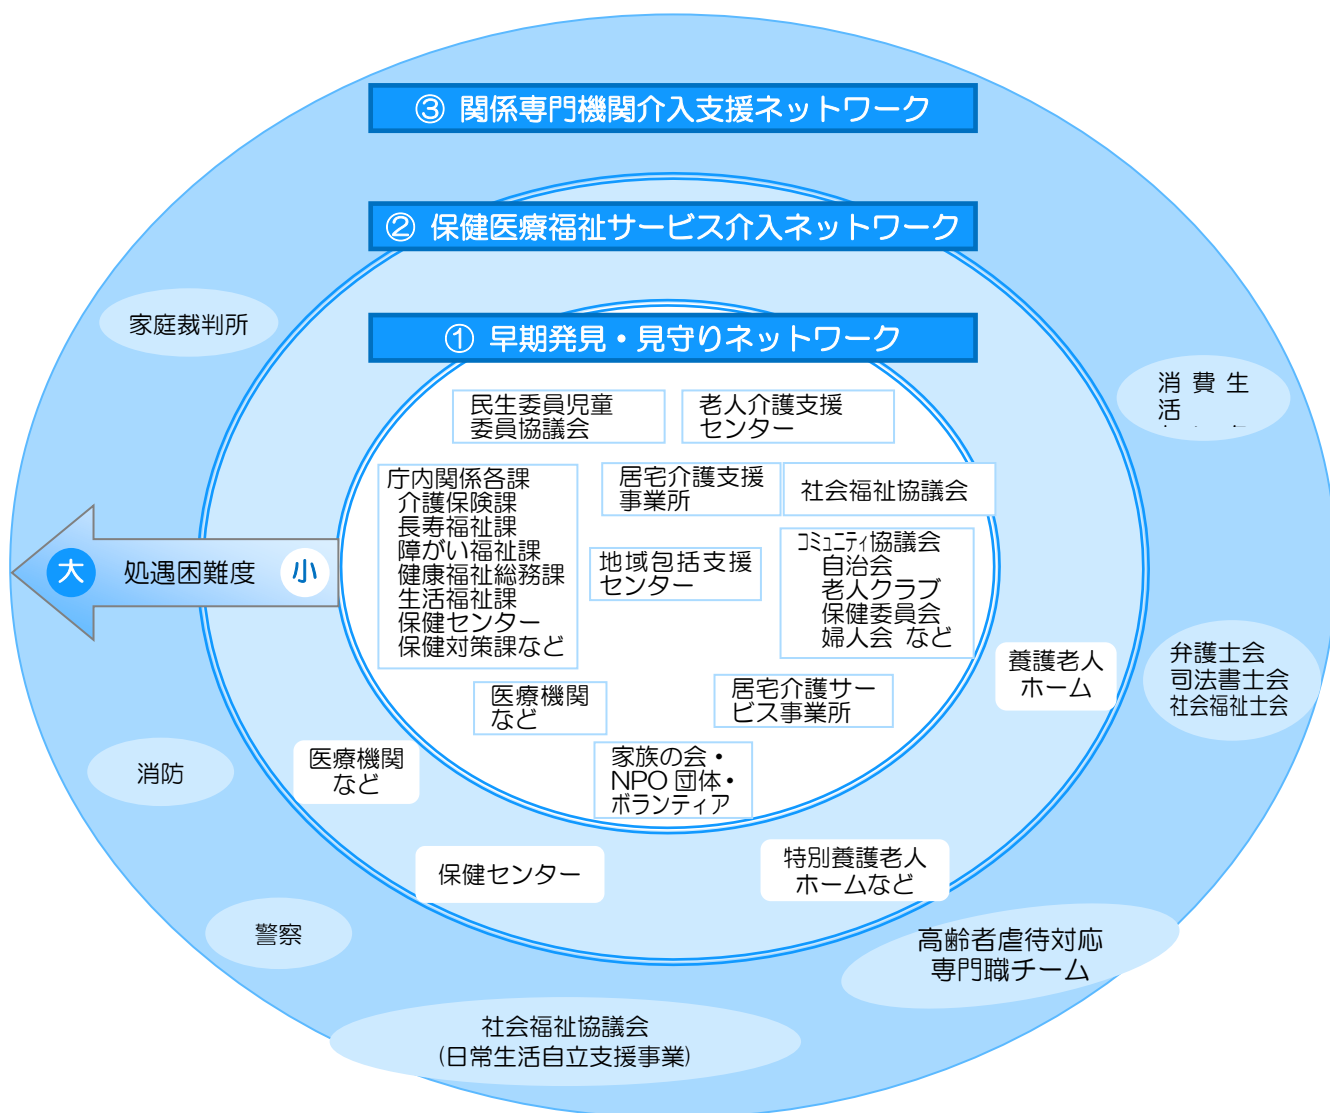 ③ 関係専門機関介入支援ネットワーク
② 保健医療福祉サービス介入ネットワーク
① 早期発見・見守りネットワーク
家庭裁判所
消費生
活
民生委員児童
委員協議会
老人介護支援
センター
庁内関係各課
介護保険課
長寿福祉課
障がい福祉課
健康福祉総務課
生活福祉課
保健センター
保健対策課など
居宅介護支援
事業所
社会福祉協議会
地域包括支援
センター
コミュニティ協議会
自治会
老人クラブ
保健委員会
婦人会 など
大 処遇困難度 小
医療機関
など
居宅介護サー
ビス事業所
家族の会・
NPO 団体・
ボランティア
養護老人
ホーム
弁護士会
司法書士会
社会福祉士会
消防
医療機関
など
保健センター
特別養護老人
ホームなど
警察
高齢者虐待対応
専門職チーム
社会福祉協議会
(日常生活自立支援事業)